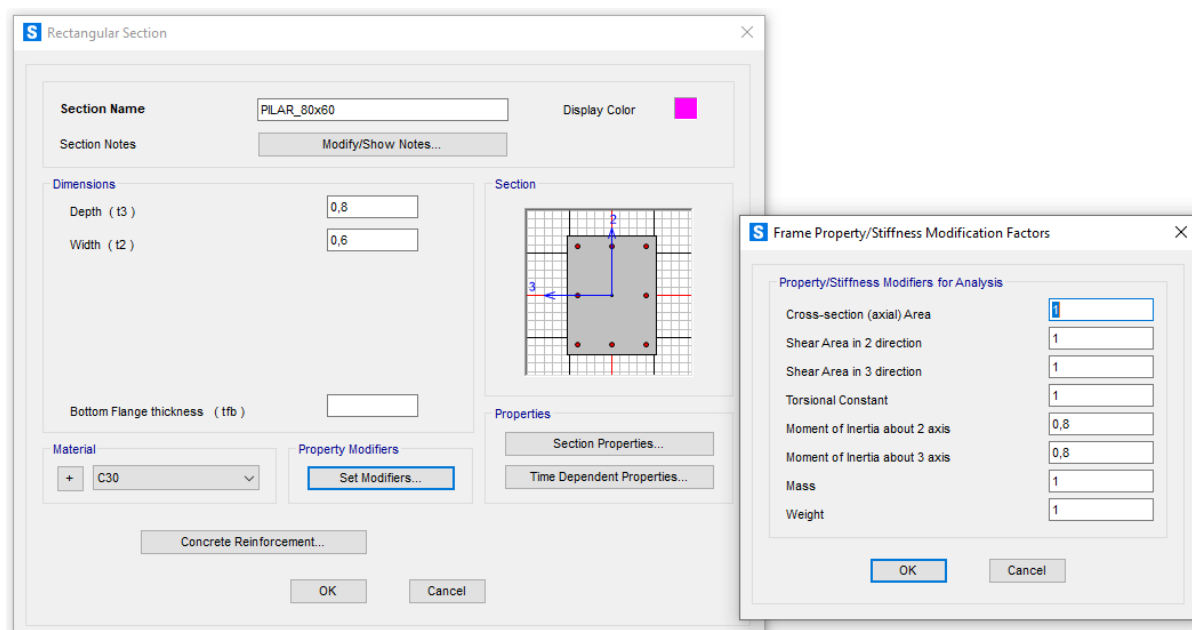 S Rectangular Section
Section Name PILAR_80x60 Display Color
Section Notes Modify/Show Notes...
Dimensions
Depth ( t3 ) 0,8
Width ( t2 ) 0,6
Bottom Flange thickness ( tfb )
Section
2
3
Properties
Section Properties...
Time Dependent Properties...
Material
+ C30
Property Modifiers
Set Modifiers...
Concrete Reinforcement...
OK Cancel
S Frame Property/Stiffness Modification Factors
Property/Stiffness Modifiers for Analysis
Cross-section (axial) Area 1
Shear Area in 2 direction 1
Shear Area in 3 direction 1
Torsional Constant 1
Moment of Inertia about 2 axis 0,8
Moment of Inertia about 3 axis 0,8
Mass 1
Weight 1
OK Cancel